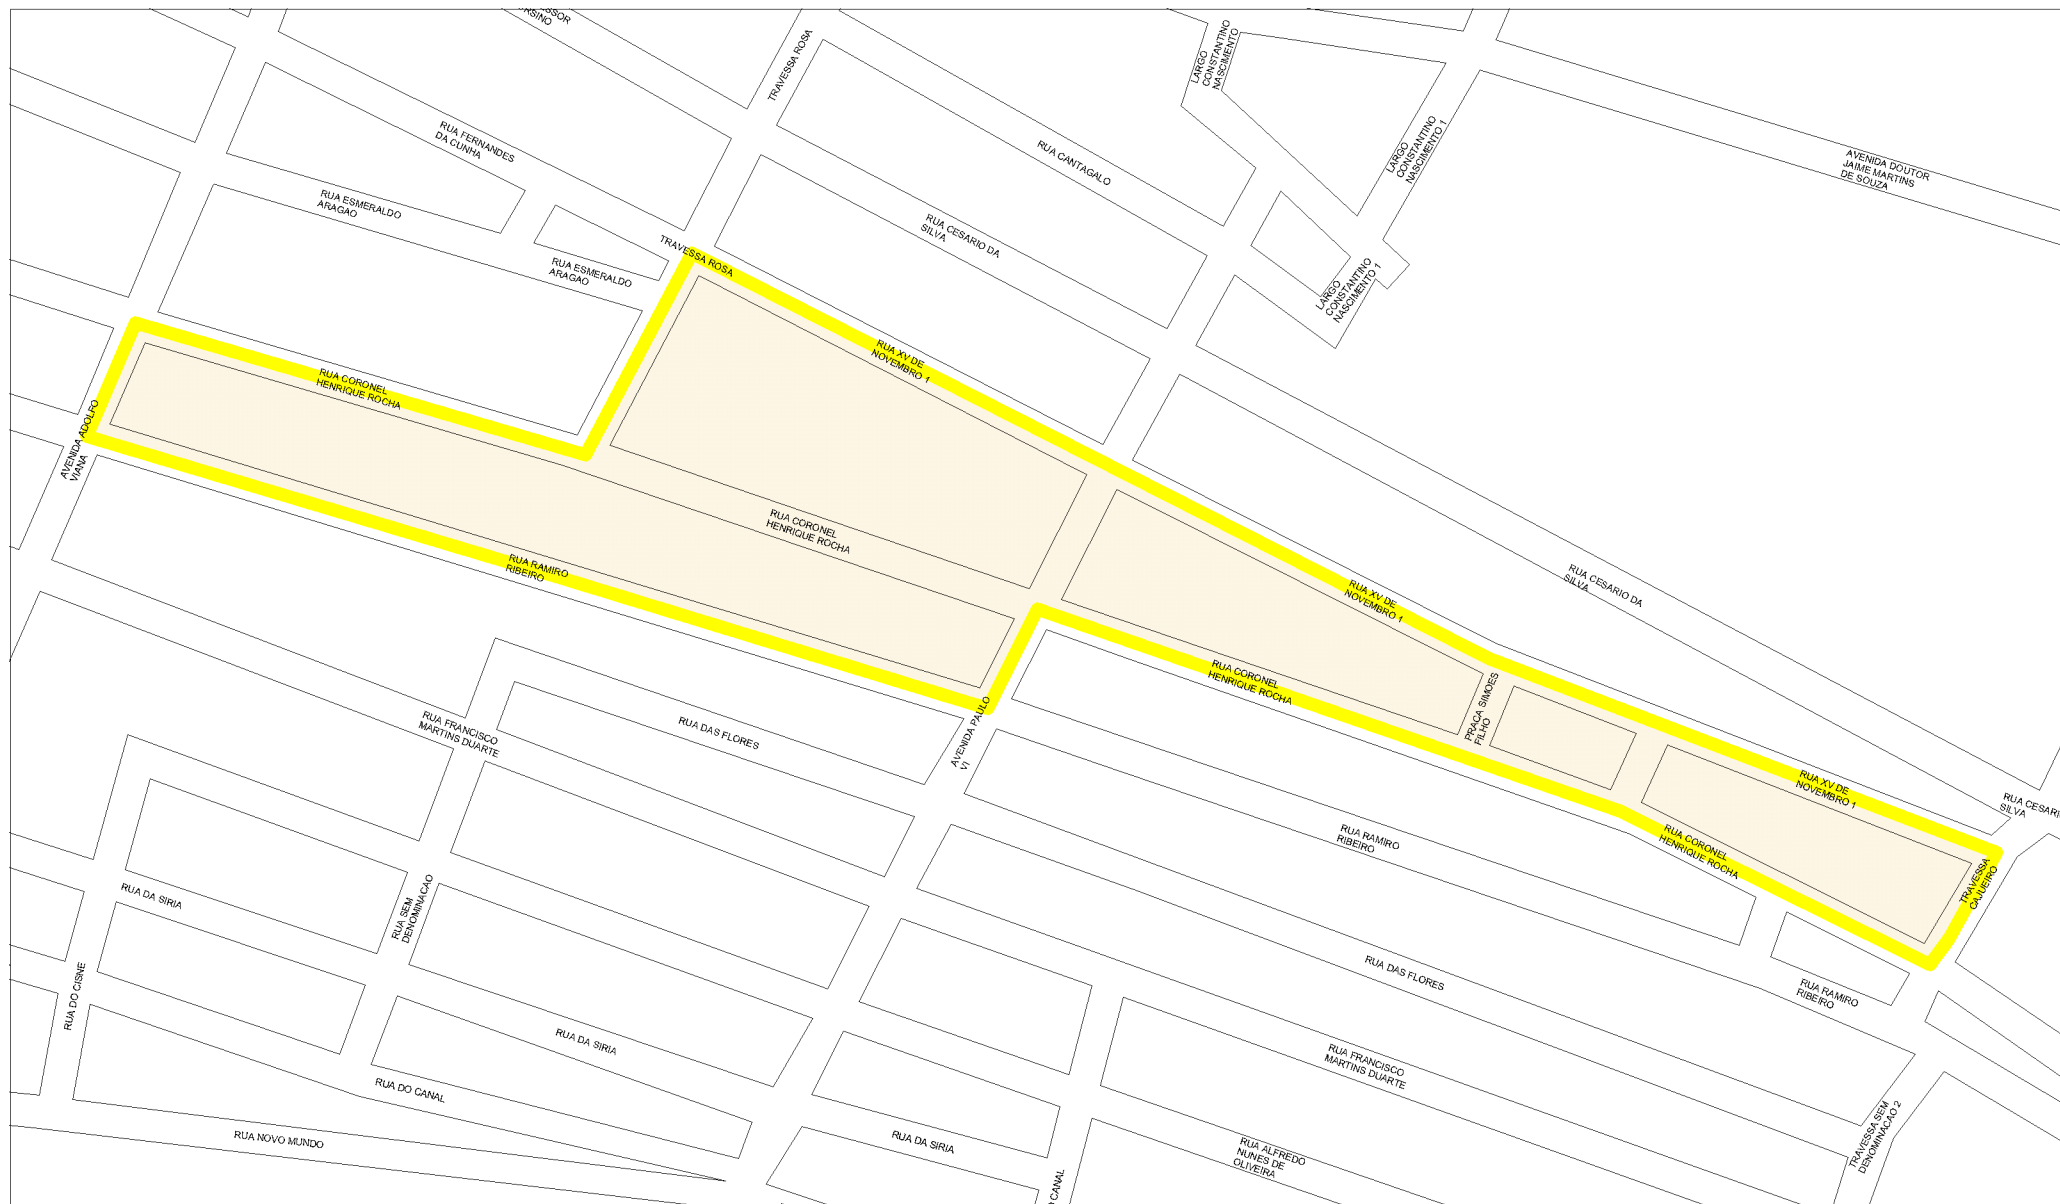 TRAVESSA ROSA
LARGO
CONSTANTINO
NASCIMENTO
RUA FERNANDES
DA CUNHA
RUA CANTAGALO
LARGO
CONSTANTINO
NASCIMENTO 1
AVENIDA DOUTOR
JAIME MARTINS
DE SOUZA
RUA ESMERALDO
ARAGAO
RUA CESARIO DA
SILVA
TRAVESSA ROSA
RUA ESMERALDO
ARAGAO
LARGO
CONSTANTINO
NASCIMENTO 1
RUA XV DE
NOVEMBRO 1
RUA CORONEL
HENRIQUE ROCHA
AVENIDA ADOLFO
VIANA
RUA CORONEL
HENRIQUE ROCHA
RUA RAMIRO
RIBEIRO
RUA XV DE
NOVEMBRO 1
RUA CESARIO DA
SILVA
RUA CORONEL
HENRIQUE ROCHA
PRACA SIMOES
FILHO
RUA FRANCISCO
MARTINS DUARTE
RUA DAS FLORES
AVENIDA PAULO
VI
RUA XV DE
NOVEMBRO 1
RUA CESARI
SILVA
RUA RAMIRO
RIBEIRO
RUA CORONEL
HENRIQUE ROCHA
TRAVESSA
CAJUEIRO
RUA DA SIRIA
RUA SEM
DENOMINACAO
RUA DO CISNE
RUA DAS FLORES
RUA RAMIRO
RIBEIRO
RUA DA SIRIA
RUA FRANCISCO
MARTINS DUARTE
RUA DO CANAL
RUA NOVO MUNDO
RUA DA SIRIA
RUA ALFREDO
NUNES DE
OLIVEIRA
TRAVESSA SEM
DENOMINACAO 2
CANAL